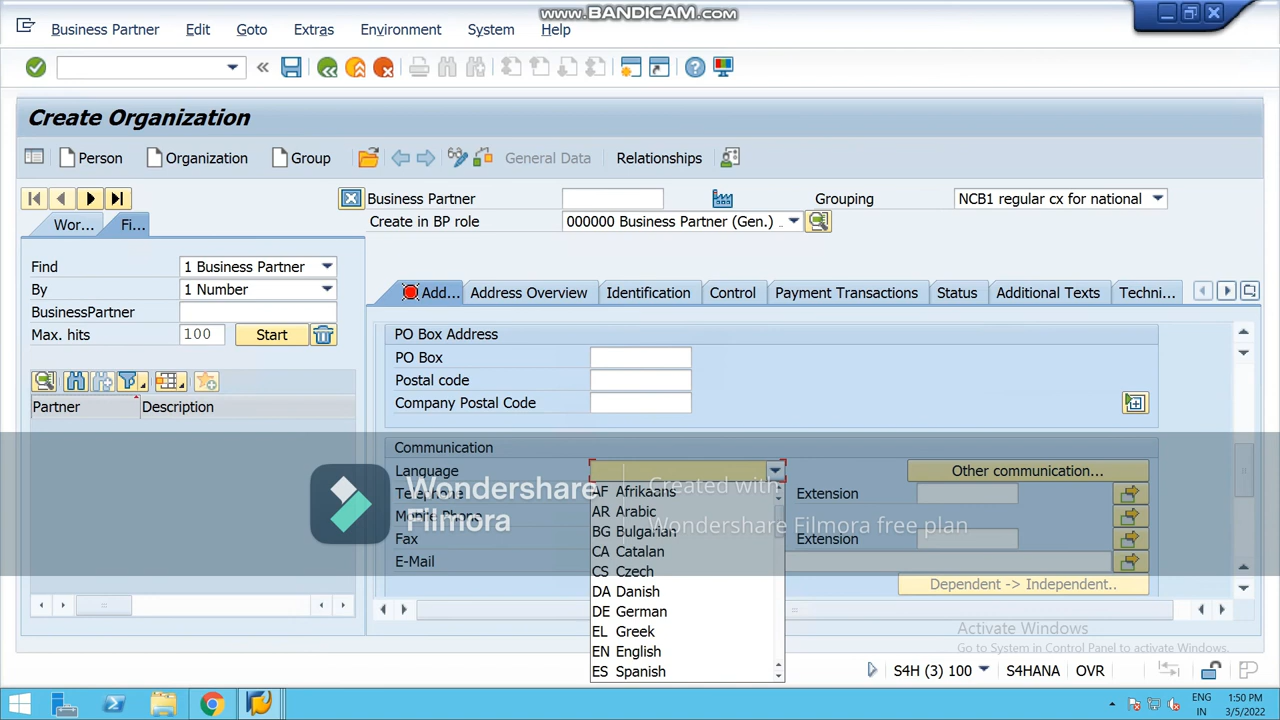 www.BANDICAM.com
Business Partner Edit Goto Extras Environment System Help
Create Organization
Person Organization Group General Data Relationships
Business Partner Grouping NCB1 regular cx for national
Wor... Fi... Create in BP role 000000 Business Partner (Gen.) ..
Find 1 Business Partner
By 1 Number
Add... Address Overview Identification Control Payment Transactions Status Additional Texts Techni...
BusinessPartner
Max. hits 100 Start
PO Box Address
PO Box
Postal code
Company Postal Code
Partner Description
Communication
Language Other communication...
Telephone Extension
Mobile Phone
Fax Extension
E-Mail
Dependent -> Independent..
AF Afrikaans
AR Arabic
BG Bulgarian
CA Catalan
CS Czech
DA Danish
DE German
EL Greek
EN English
ES Spanish
Wondershare
Filmora
Created with
Wondershare Filmora free plan
Activate Windows
Go to System in Control Panel to activate Windows.
S4H (3) 100 S4HANA OVR
ENG 1:50 PM
IN 3/5/2022